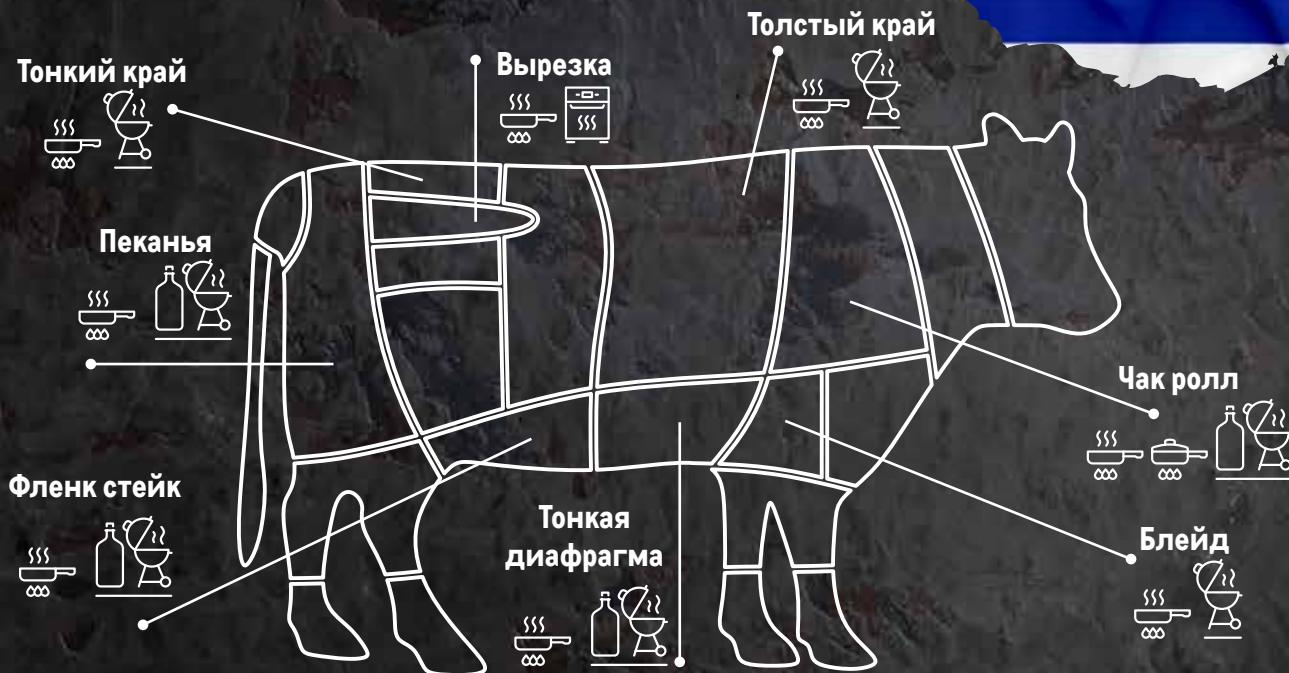 Толстый край
Тонкий край
Вырезка
Пеканья
Чак ролл
Фленк стейк
Тонкая
диафрагма
Блейд